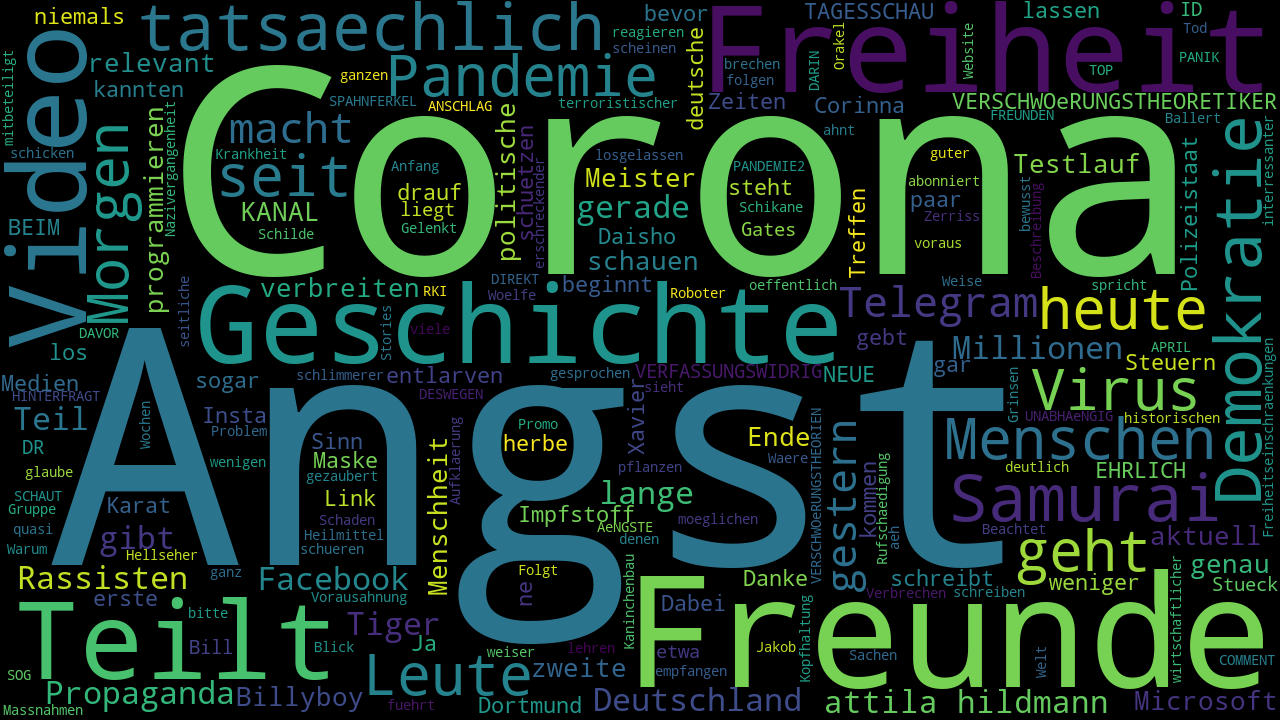 niemals
tatsaechlich
bevor
Freiheit
TAGESSCHAU
lassen
ID
Video
reagieren
scheinen
deutsche
brechen
folgen
DARIN
Orakel
Website
Tod
PANIK
TOP
relevant
kannten
ganzen
Pandemie
SPAHNFERKEL
ANSCHLAG
terroristischer
Zeiten
Corinna
VERSCHWOeRUNGSTHEORETIKER
FREUNDEN
Ballert
mitbeteiligt
schicken
BEIM
Morgen
programmieren
Nazivergangenheit
Corona
macht
Krankheit
seit
KANAL
Schilde
Anfang
drauf
liegt
Gelenkt
politische
schuetzen
erschreckender
losgelassen
Meister
gerade
Daisho
schauen
PANDEMIE2
steht
Schikane
Gates
ahnt
Treffen
guter
abonniert
paar
Zerriss
voraus
Testlauf
bewusst
Beschreibung
Polizeistaat
Demokratie
interessanter
seitliche
verbreiten
RKI
DIREKT
Woelfe
beginnt
Roboter
oeffentlich
Weise
spricht
DAVOR
los
Geschichte
Stories
viele
Telegram
heute
gebt
Millionen
APRIL
Steuern
Medien
HINTERFRAGT
sogar
schlimmerer
entlarven
DESWEGEN
gesprochen
VERFASSUNGSWIDRIG
sieht
NEUE
gar
Grinsen
Virus
UNABHAeNGIG
historischen
Freiheitseinschraenkungen
Teil
DR
glaube
Wochen
Insta
Problem
wenigen
Angst
Sinn
Maske
gezaubert
Link
Menschheit
Aufklaerung
Promo
herbe
Xavier
pflanzen
Ende
Waere
VERSCHWOeRUNGSTHEORIEN
gestern
kommen
Rufschaedigung
aeh
Menschen
deutlich
EHRLICH
SCHAUT
Gruppe
quasi
Warum
Karat
gibt
Hellseher
Schaden
Heilmittel
schueren
Impfstoff
lange
AeNGSTE
denen
moeglichen
Samurai
Beachtet
aktuell
geht
genau
Rassisten
erste
ganz
Facebook
Vorausahnung
Folgt
ne
Kaninchenbau
Danke
Dabei
schreibt
Verbrechen
schreiben
weniger
Stueck
Teilt
bitte
Bill
Blick
Tiger
Ja
weiser
lehren
etwa
empfangen
Freunde
Jakob
Kopfhaltung
Sachen
Welt
wirtschaftlicher
COMMENT
SOG
Massnahmen
Propaganda
Billyboy
Leute
fuehrt
zweite
Dortmund
Deutschland
attila hildmann
Microsoft